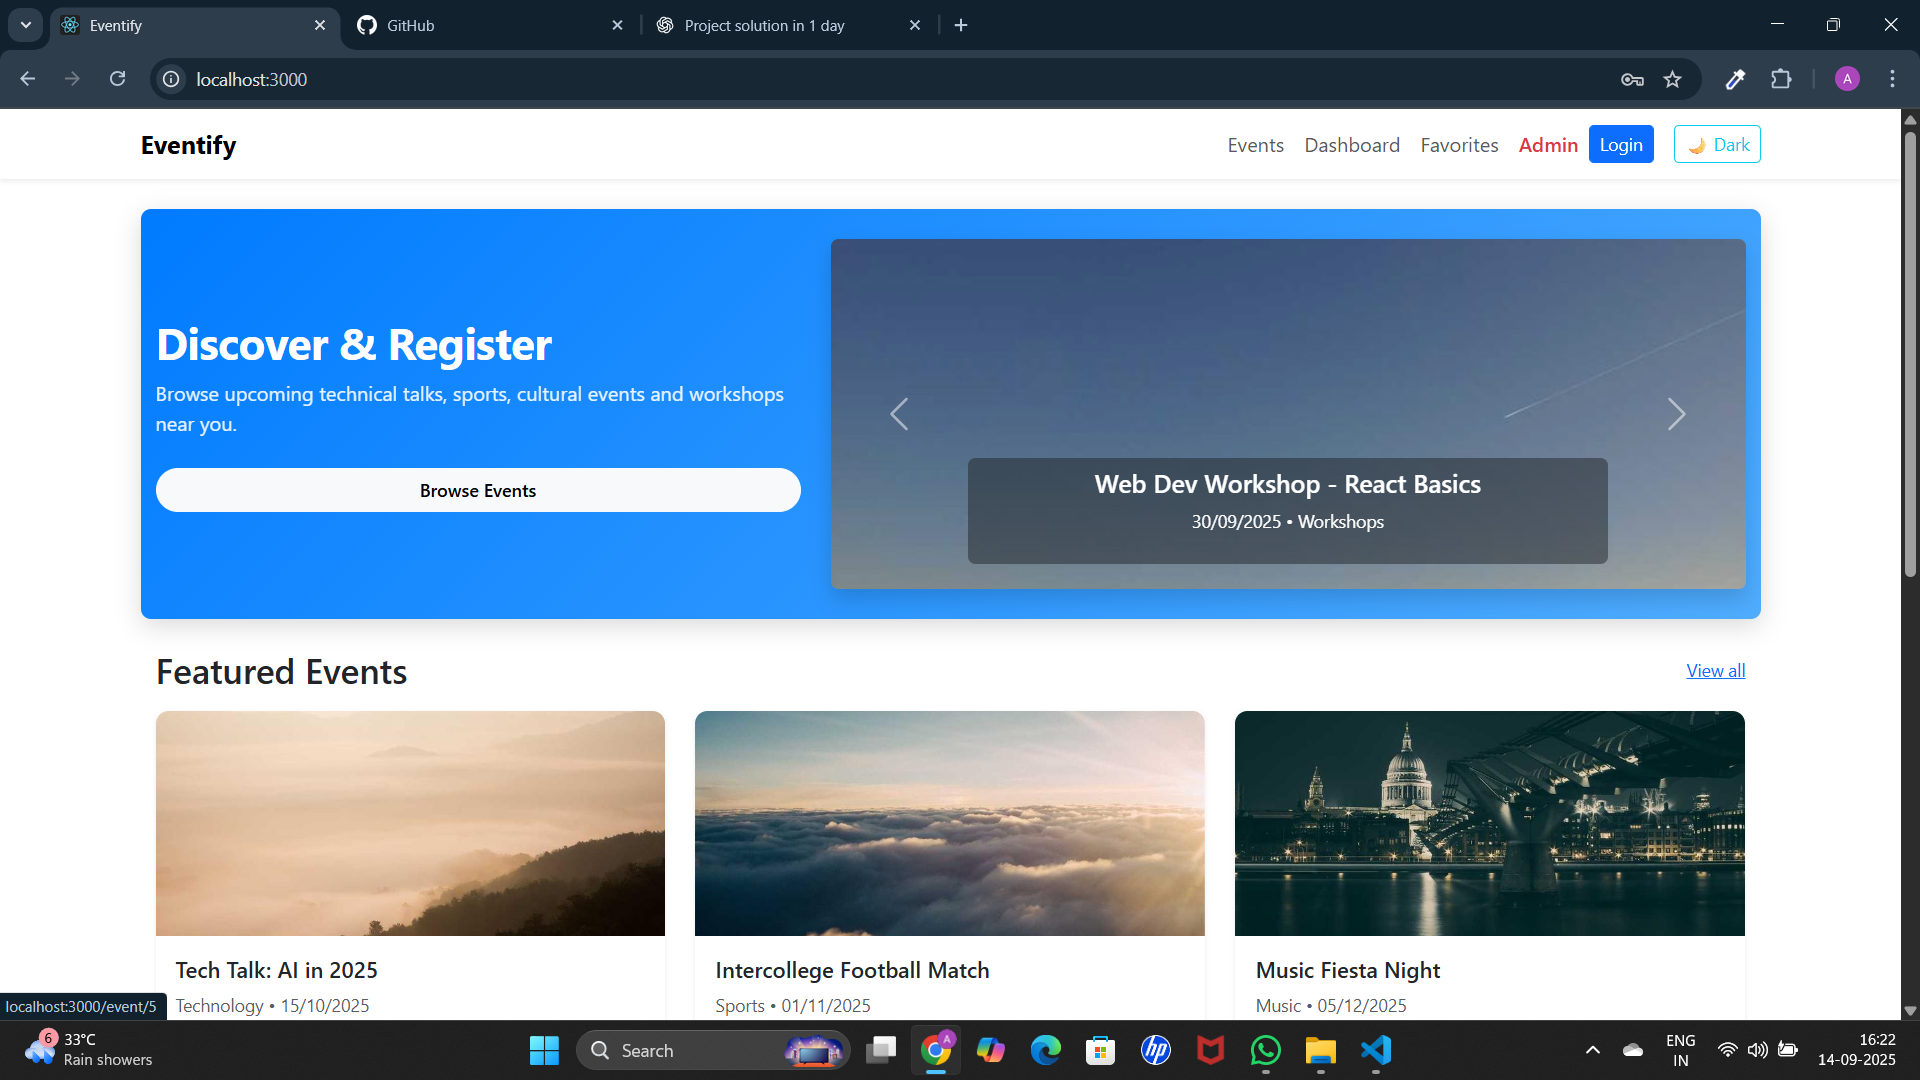 Eventify
GitHub
Project solution in 1 day
localhost:3000
A
Eventify
Events Dashboard Favorites Admin Login Dark
Discover & Register
Browse upcoming technical talks, sports, cultural events and workshops
near you.
Browse Events
Web Dev Workshop - React Basics
30/09/2025 • Workshops
Featured Events
View all
Tech Talk: AI in 2025
Technology • 15/10/2025
Intercollege Football Match
Sports • 01/11/2025
Music Fiesta Night
Music • 05/12/2025
localhost:3000/event/5
6
33°C
Rain showers
Search
A
hp
ENG
IN
16:22
14-09-2025